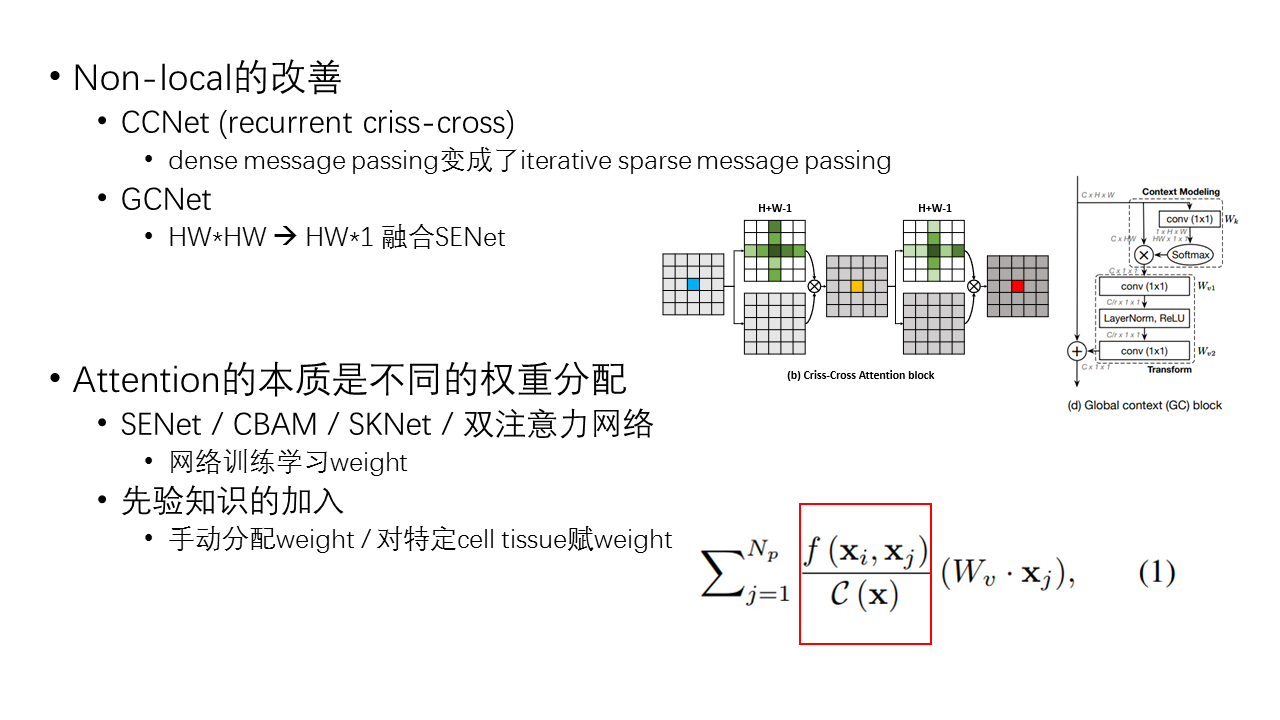 • Non-local的改善
• CCNet (recurrent criss-cross)
• dense message passing变成了iterative sparse message passing
• GCNet
• HW*HW → HW*1 融合SENet
H+W-1
H+W-1
(b) Criss-Cross Attention block
Context Modeling
C x H x W
conv (1x1)
W_k
1 x H x W
C x HW
HW x 1 x 1
Softmax
C x 1 x 1
conv (1x1)
W_{v1}
C/r x 1 x 1
LayerNorm, ReLU
C/r x 1 x 1
conv (1x1)
W_{v2}
Transform
C x 1 x 1
(d) Global context (GC) block
• Attention的本质是不同的权重分配
• SENet / CBAM / SKNet / 双注意力网络
• 网络训练学习weight
• 先验知识的加入
• 手动分配weight / 对特定cell tissue赋weight
\sum_{j=1}^{N_p} \frac{f(\mathbf{x}_i, \mathbf{x}_j)}{\mathcal{C}(\mathbf{x})} (W_v \cdot \mathbf{x}_j), (1)